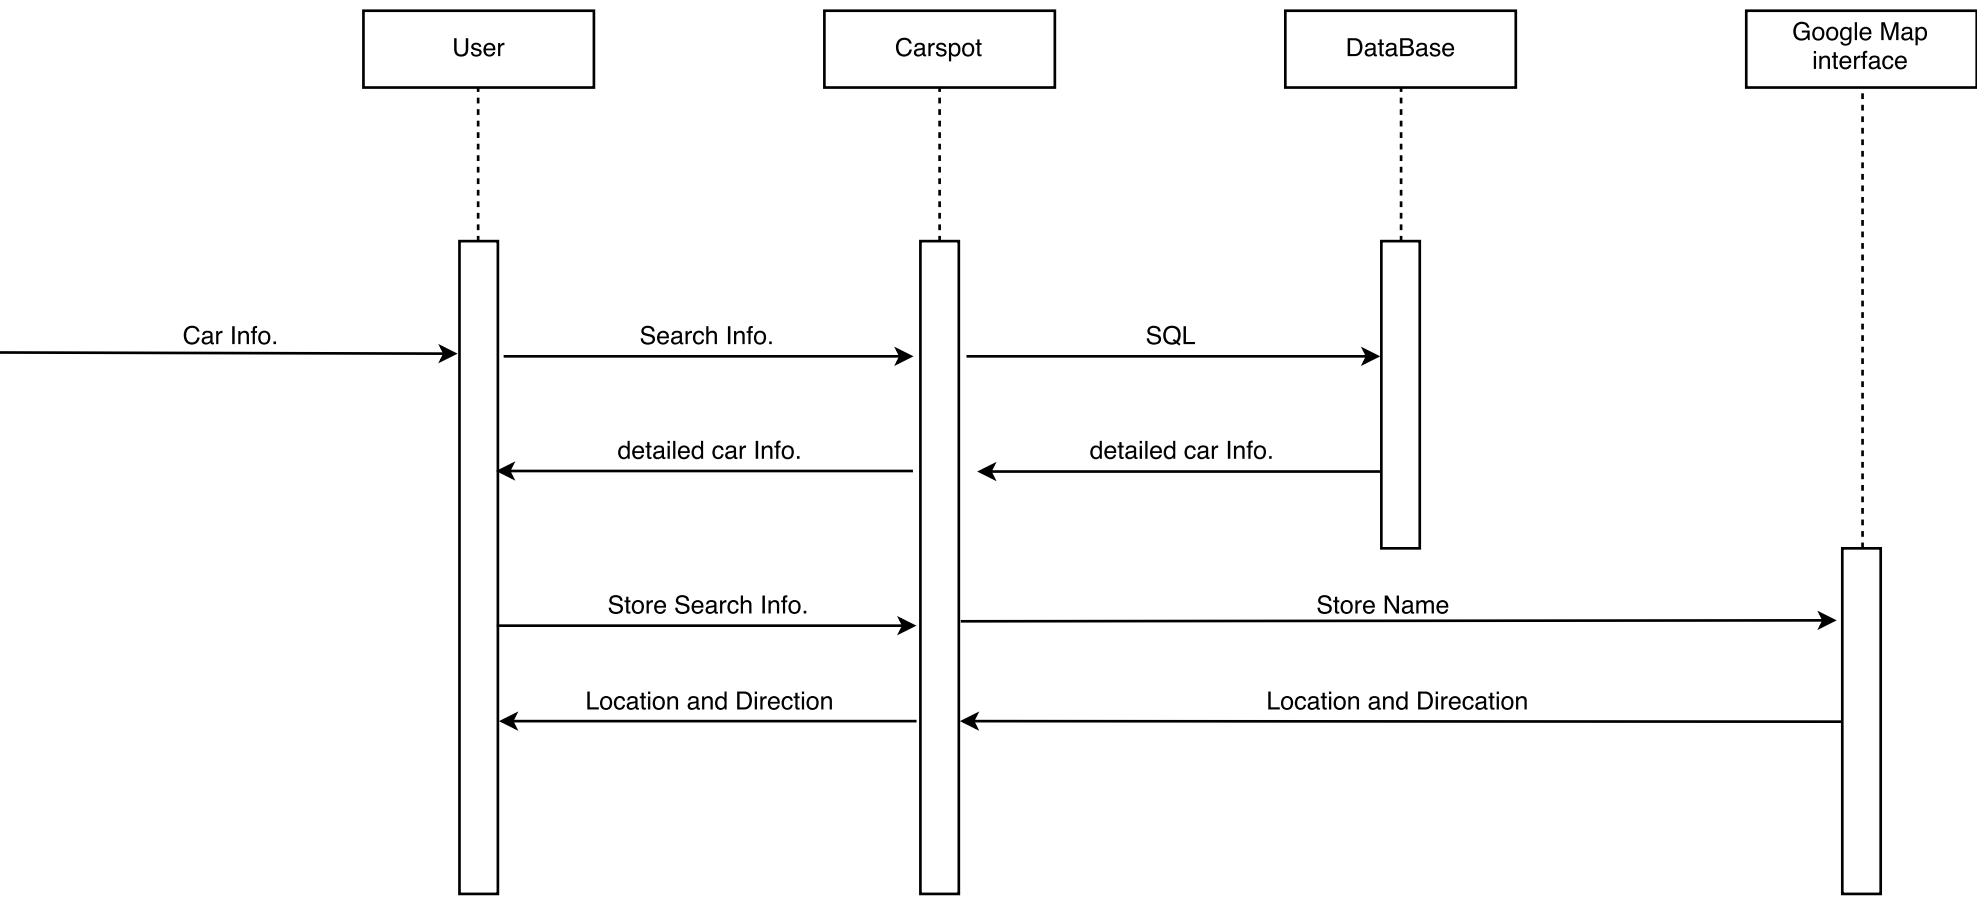 User
Carspot
DataBase
Google Map
interface
Car Info.
Search Info.
SQL
detailed car Info.
detailed car Info.
Store Search Info.
Store Name
Location and Direction
Location and Direcation